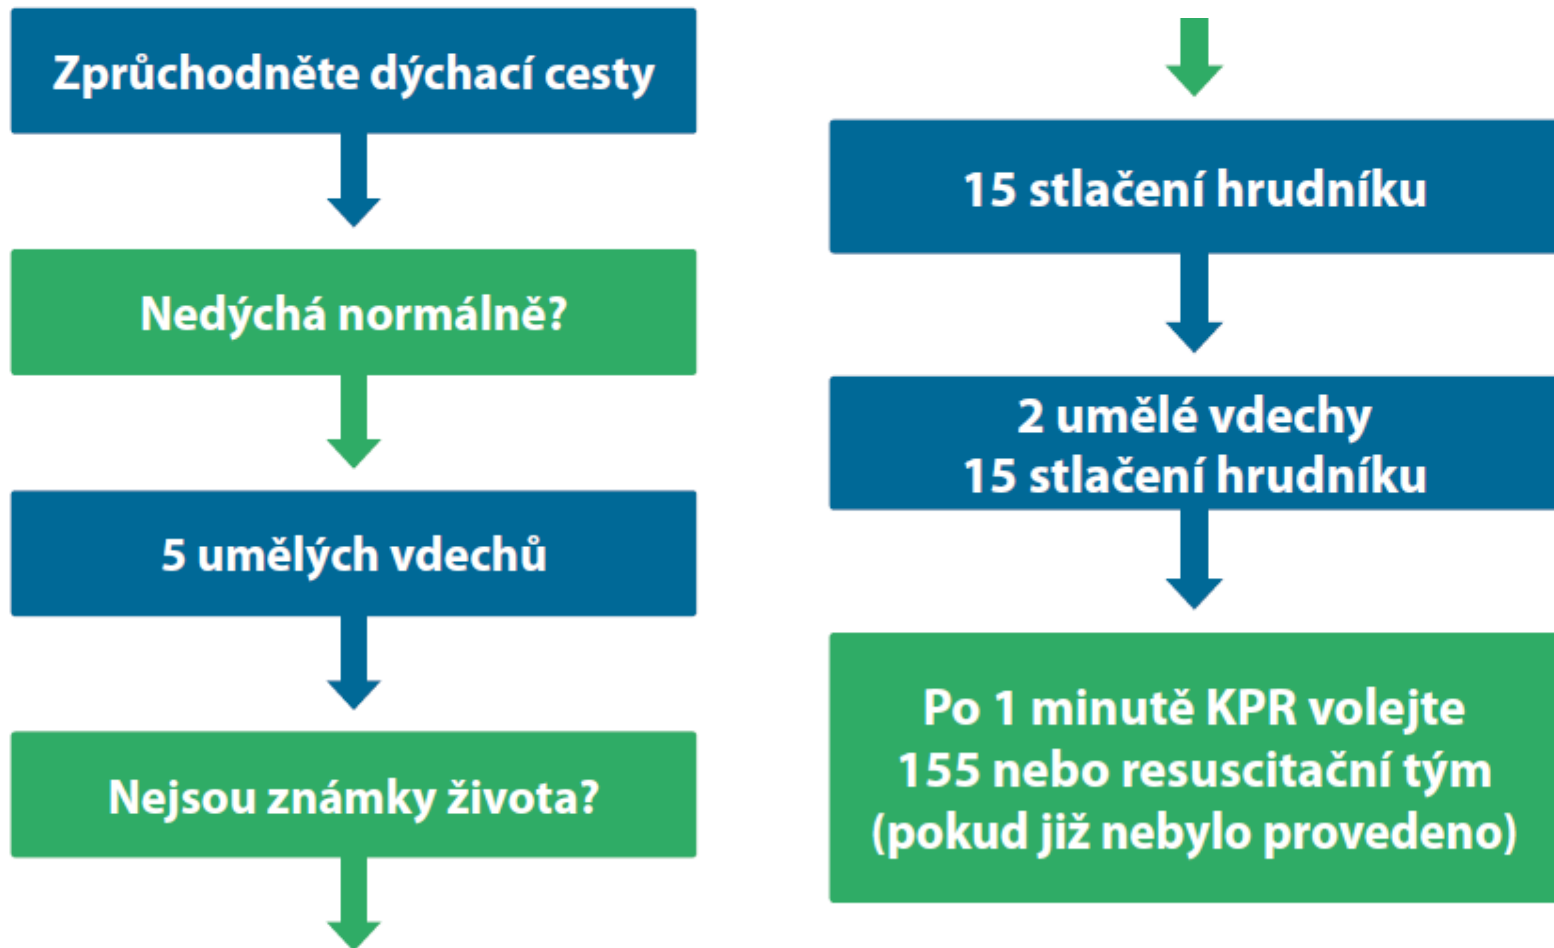 Zprůchodněte dýchací cesty
Nedýchá normálně?
5 umělých vdechů
Nejsou známky života?
15 stlačení hrudníku
2 umělé vdechy
15 stlačení hrudníku
Po 1 minutě KPR volejte
155 nebo resuscitační tým
(pokud již nebylo provedeno)